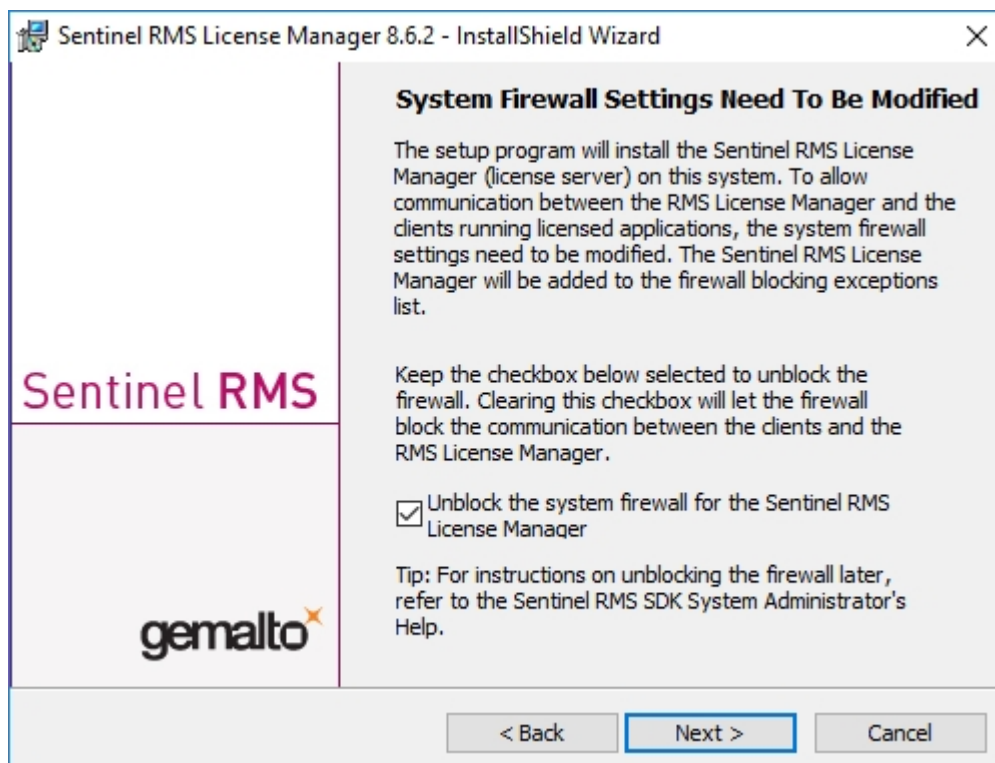 Sentinel RMS License Manager 8.6.2 - InstallShield Wizard
System Firewall Settings Need To Be Modified
The setup program will install the Sentinel RMS License
Manager (license server) on this system. To allow
communication between the RMS License Manager and the
clients running licensed applications, the system firewall
settings need to be modified. The Sentinel RMS License
Manager will be added to the firewall blocking exceptions
list.
Sentinel RMS
Keep the checkbox below selected to unblock the
firewall. Clearing this checkbox will let the firewall
block the communication between the clients and the
RMS License Manager.
Unblock the system firewall for the Sentinel RMS
License Manager
Tip: For instructions on unblocking the firewall later,
refer to the Sentinel RMS SDK System Administrator's
Help.
gemalto
< Back
Next >
Cancel